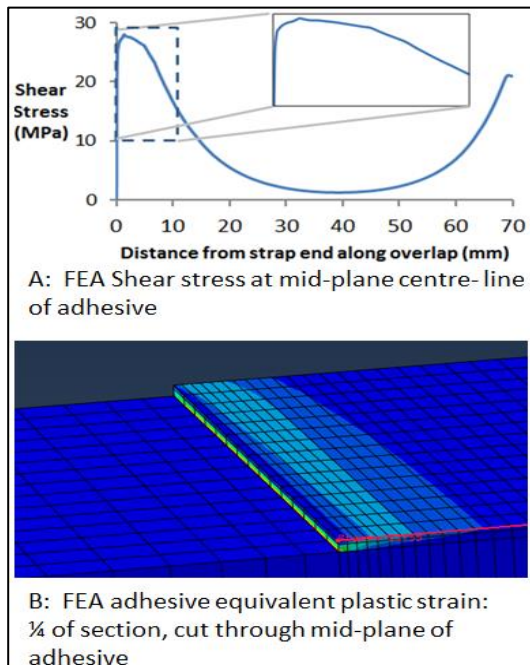 30
20
10
0
Shear
Stress
(MPa)
0 10 20 30 40 50 60 70
Distance from strap end along overlap (mm)
A: FEA Shear stress at mid-plane centre- line
of adhesive
B: FEA adhesive equivalent plastic strain:
¼ of section, cut through mid-plane of
adhesive